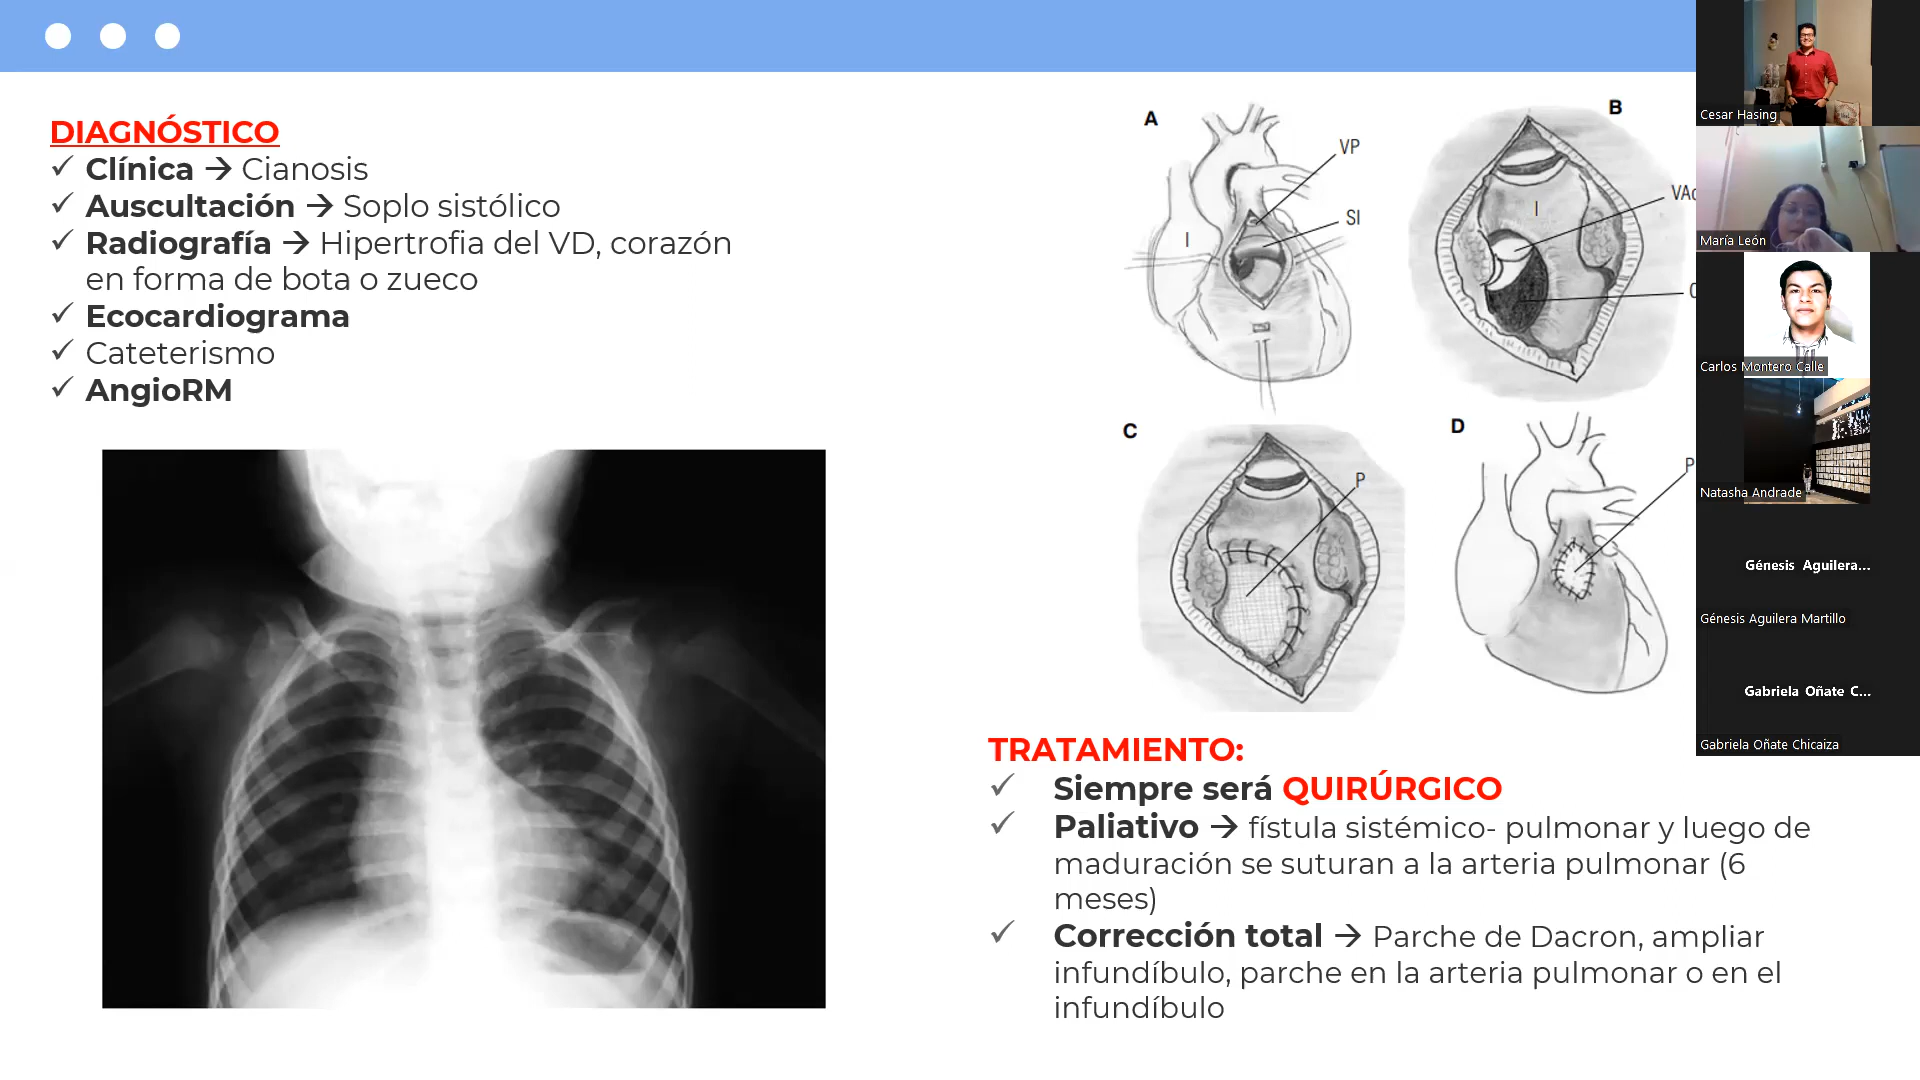 DIAGNÓSTICO
✓ Clínica → Cianosis
✓ Auscultación → Soplo sistólico
✓ Radiografía → Hipertrofia del VD, corazón
en forma de bota o zueco
✓ Ecocardiograma
✓ Cateterismo
✓ AngioRM
A
VP
SI
I
B
I
C
P
D
P
TRATAMIENTO:
✓ Siempre será QUIRÚRGICO
✓ Paliativo → fístula sistémico- pulmonar y luego de
maduración se suturan a la arteria pulmonar (6
meses)
✓ Corrección total → Parche de Dacron, ampliar
infundíbulo, parche en la arteria pulmonar o en el
infundíbulo
Cesar Hasing
María León
Carlos Montero Calle
Natasha Andrade
Génesis Aguilera...
Génesis Aguilera Martillo
Gabriela Oñate C...
Gabriela Oñate Chicaiza